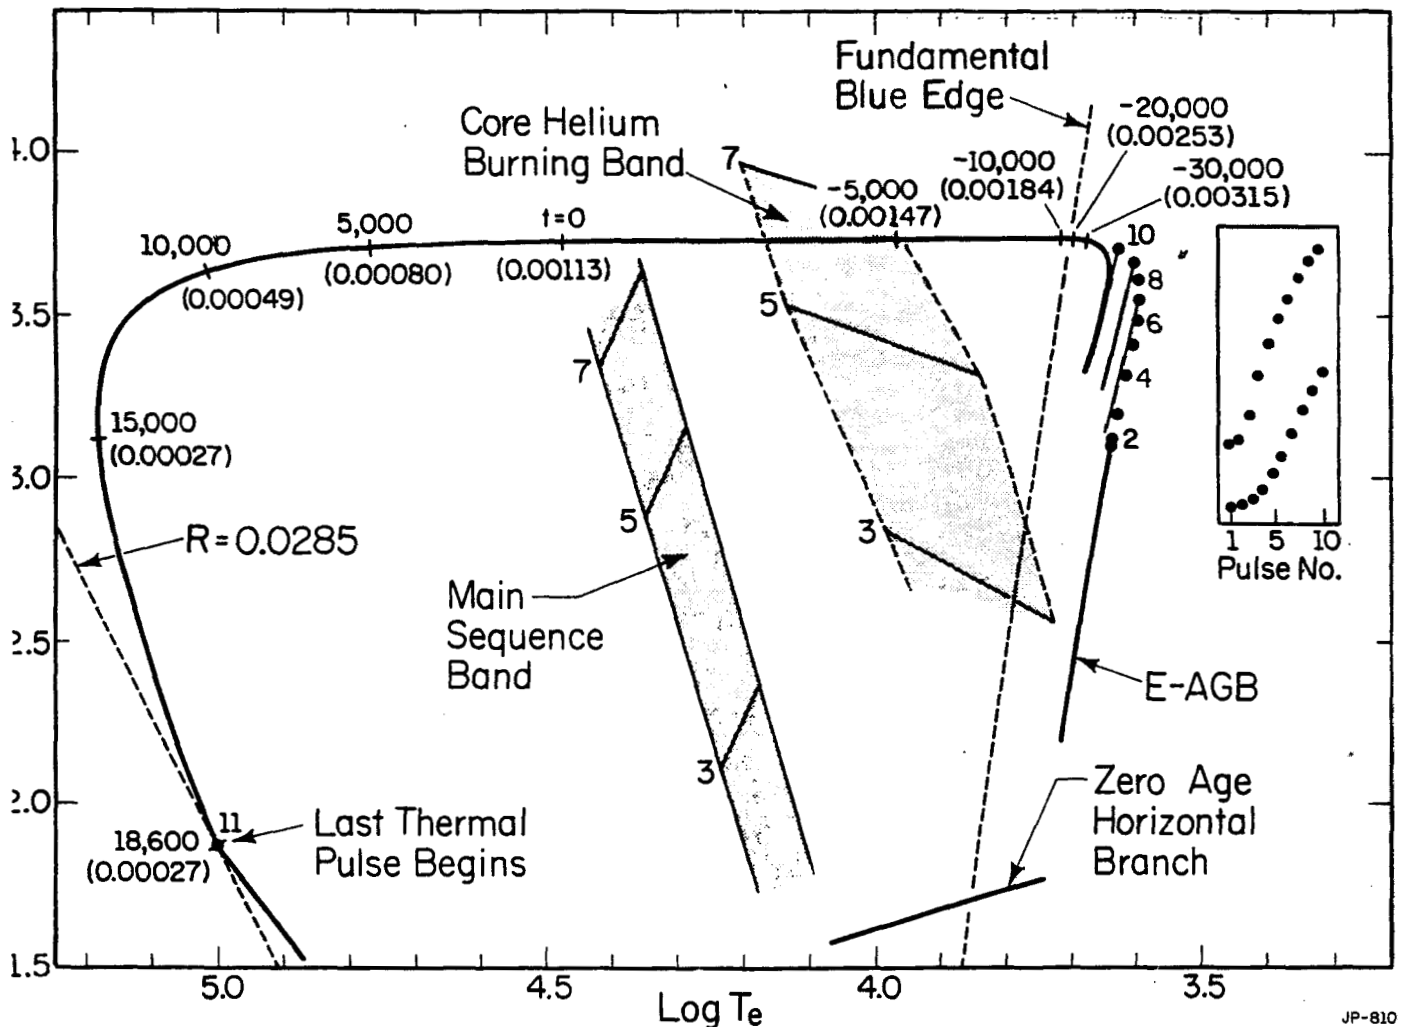 Fundamental
Blue Edge
-20,000
(0.00253)
Core Helium
Burning Band
7
-10,000
(0.00184)
-30,000
(0.00315)
4.0
-5,000
(0.00147)
t=0
5,000
10,000
(0.00113)
(0.00080)
(0.00049)
10
8
6
4
2
3.5
5
7
15,000
(0.00027)
3.0
5
3
R=0.0285
1 5 10
Pulse No.
Main
Sequence
Band
2.5
E-AGB
3
2.0
Zero Age
Horizontal
Branch
11
18,600
(0.00027)
Last Thermal
Pulse Begins
1.5
5.0 4.5 4.0 3.5
Log Te
JP-810